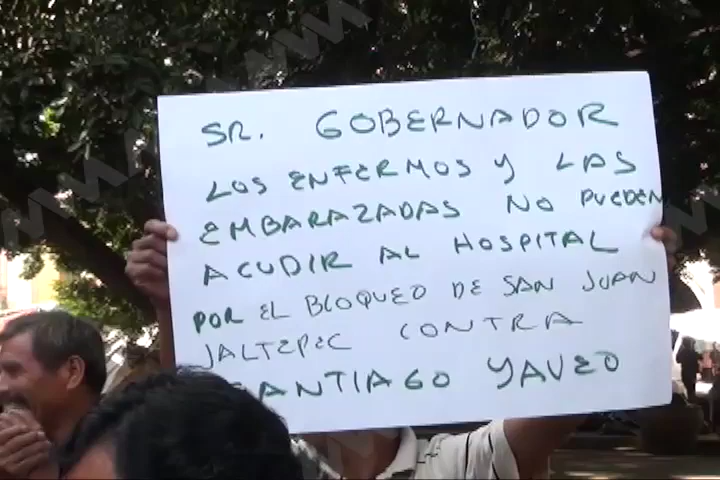 SR. GOBERNADOR
LOS ENFERMOS Y LAS
EMBARAZADAS NO PUEDEN
ACUDIR AL HOSPITAL
POR EL BLOQUEO DE SAN JUAN
JALTEPEC CONTRA
SANTIAGO YAVEO